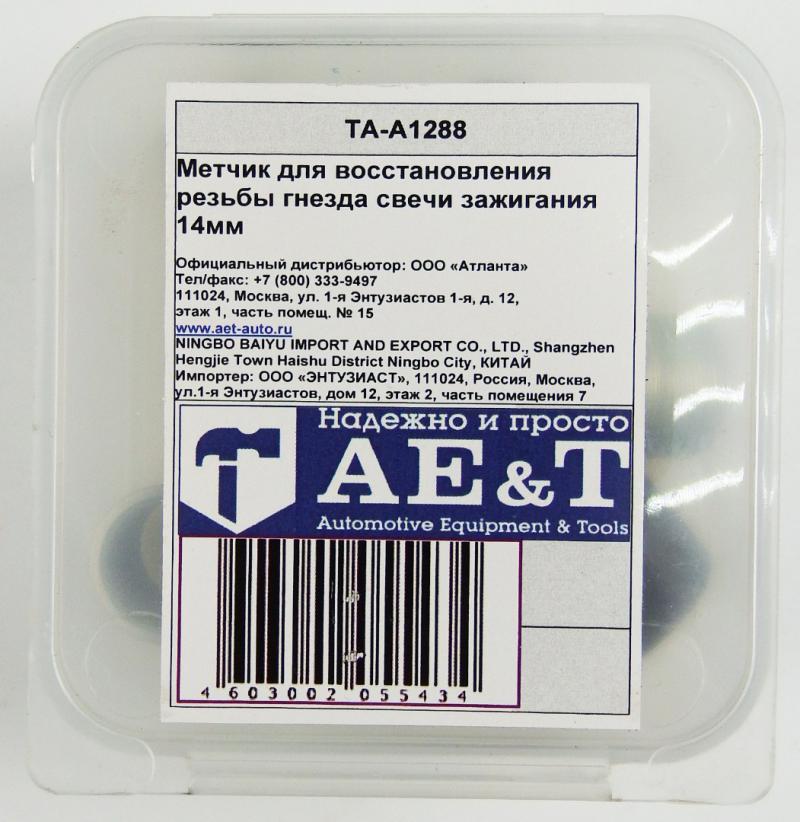 TA-A1288
Метчик для восстановления
резьбы гнезда свечи зажигания
14мм
Официальный дистрибьютор: ООО «Атланта»
Тел/факс: +7 (800) 333-9497
111024, Москва, ул. 1-я Энтузиастов 1-я, д. 12,
этаж 1, часть помещ. № 15
www.aet-auto.ru
NINGBO BAIYU IMPORT AND EXPORT CO., LTD., Shangzhen
Hengjie Town Haishu District Ningbo City, КИТАЙ
Импортер: ООО «ЭНТУЗИАСТ», 111024, Россия, Москва,
ул.1-я Энтузиастов, дом 12, этаж 2, часть помещения 7
Надежно и просто
AE&T
Automotive Equipment & Tools
4 603002 055434